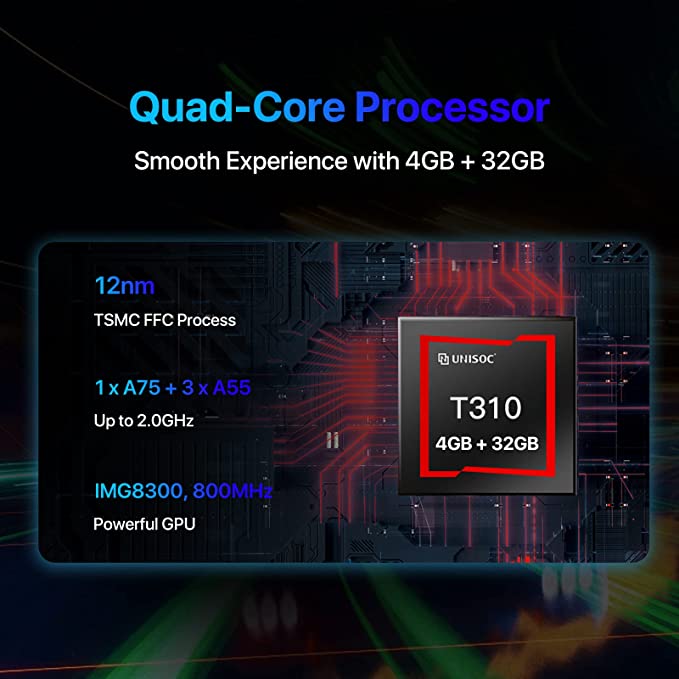 Quad-Core Processor
Smooth Experience with 4GB + 32GB
12nm
TSMC FFC Process
1 x A75 + 3 x A55
Up to 2.0GHz
IMG8300, 800MHz
Powerful GPU
UNISOC
T310
4GB + 32GB